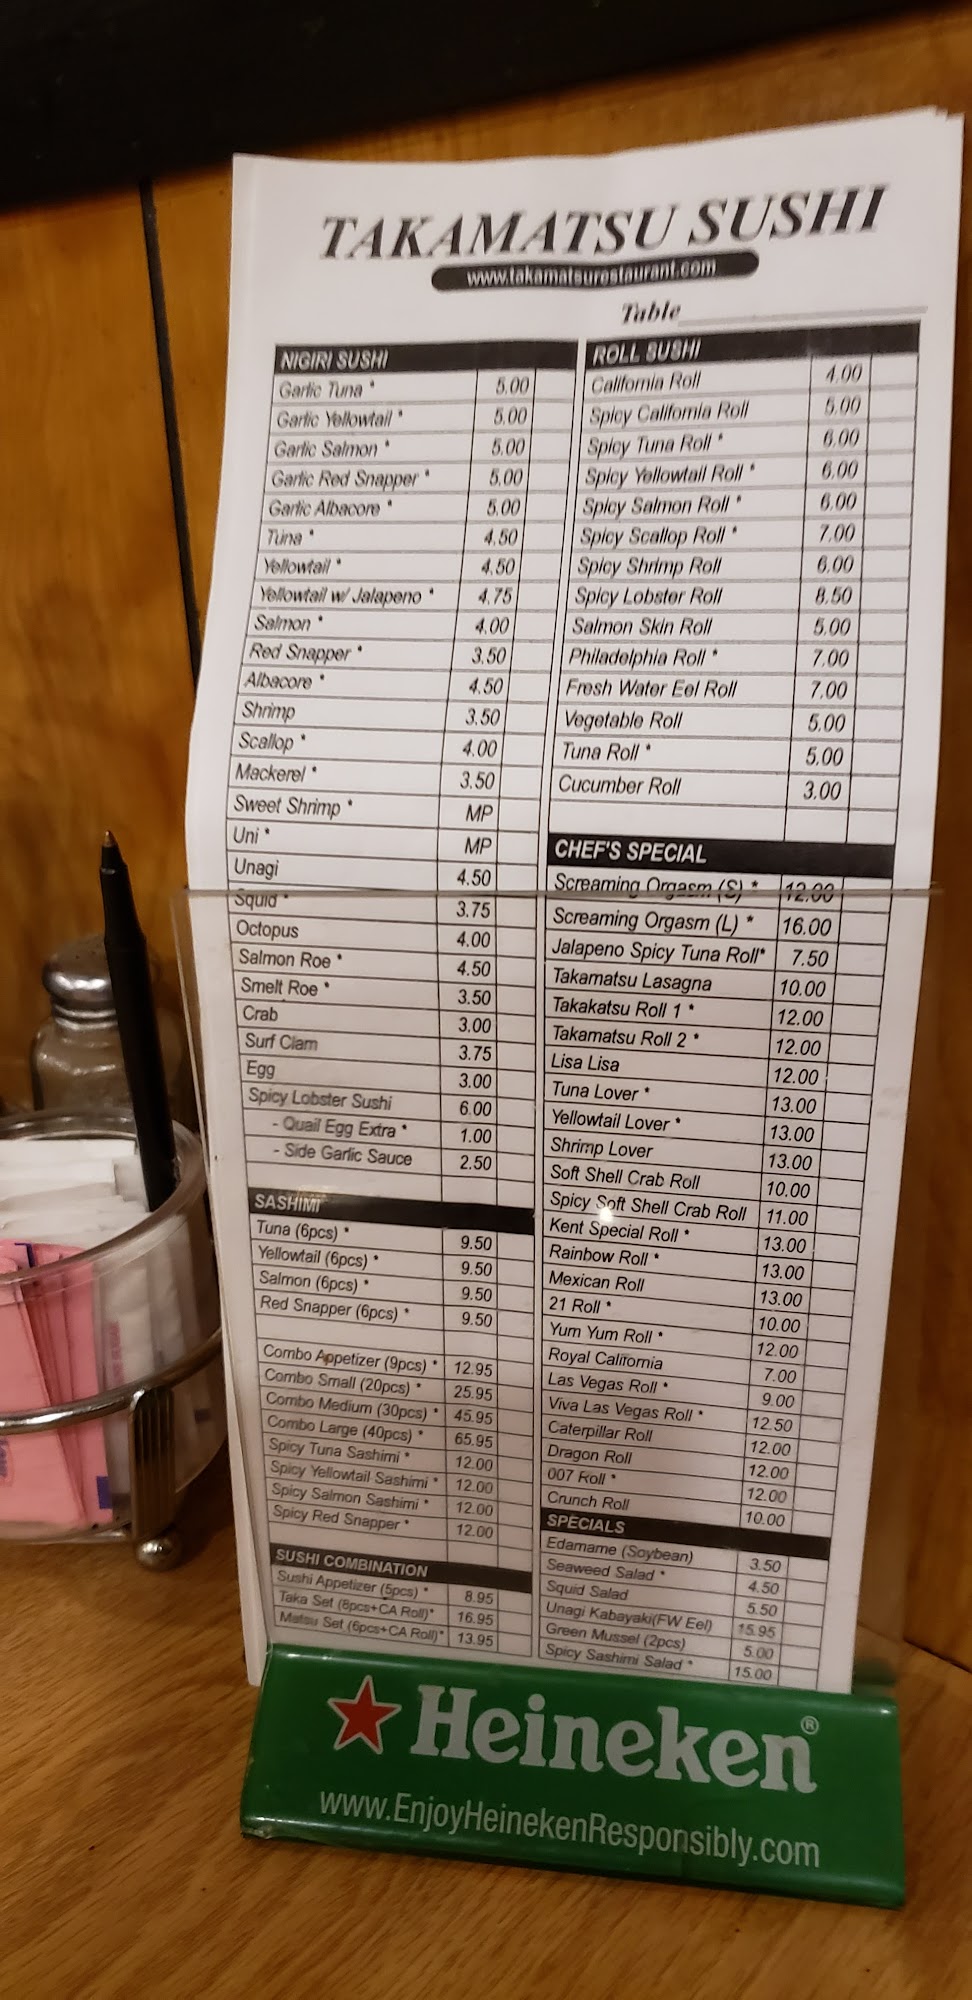 TAKAMATSU SUSHI
www.takamatsurestaurant.com
Table
NIGIRI SUSHI
Garlic Tuna * 5.00
Garlic Yellowtail * 5.00
Garlic Salmon * 5.00
Garlic Red Snapper * 5.00
Garlic Albacore * 5.00
Tuna * 4.50
Yellowtail * 4.50
Yellowtail w/ Jalapeno * 4.75
Salmon * 4.00
Red Snapper * 3.50
Albacore * 4.50
Shrimp 3.50
Scallop * 4.00
Mackerel * 3.50
Sweet Shrimp * MP
Uni * MP
Unagi 4.50
Squid * 3.75
Octopus 4.00
Salmon Roe * 4.50
Smelt Roe * 3.50
Crab 3.00
Surf Clam 3.75
Egg 3.00
Spicy Lobster Sushi 6.00
- Quail Egg Extra * 1.00
- Side Garlic Sauce 2.50
SASHIMI
Tuna (6pcs) * 9.50
Yellowtail (6pcs) * 9.50
Salmon (6pcs) * 9.50
Red Snapper (6pcs) * 9.50
Combo Appetizer (9pcs) * 12.95
Combo Small (20pcs) * 25.95
Combo Medium (30pcs) * 45.95
Combo Large (40pcs) * 65.95
Spicy Tuna Sashimi * 12.00
Spicy Yellowtail Sashimi * 12.00
Spicy Salmon Sashimi * 12.00
Spicy Red Snapper * 12.00
SUSHI COMBINATION
Sushi Appetizer (5pcs) * 8.95
Taka Set (8pcs+CA Roll)* 16.95
Matsu Set (6pcs+CA Roll)* 13.95
ROLL SUSHI
California Roll 4.00
Spicy California Roll 5.00
Spicy Tuna Roll * 6.00
Spicy Yellowtail Roll * 6.00
Spicy Salmon Roll * 6.00
Spicy Scallop Roll * 7.00
Spicy Shrimp Roll 6.00
Spicy Lobster Roll 8.50
Salmon Skin Roll 5.00
Philadelphia Roll * 7.00
Fresh Water Eel Roll 7.00
Vegetable Roll 5.00
Tuna Roll * 5.00
Cucumber Roll 3.00
CHEF'S SPECIAL
Screaming Orgasm (S) * 12.00
Screaming Orgasm (L) * 16.00
Jalapeno Spicy Tuna Roll* 7.50
Takamatsu Lasagna 10.00
Takakatsu Roll 1 * 12.00
Takamatsu Roll 2 * 12.00
Lisa Lisa 12.00
Tuna Lover * 13.00
Yellowtail Lover * 13.00
Shrimp Lover 13.00
Soft Shell Crab Roll 10.00
Spicy Soft Shell Crab Roll 11.00
Kent Special Roll * 13.00
Rainbow Roll * 13.00
Mexican Roll 13.00
21 Roll * 10.00
Yum Yum Roll * 12.00
Royal California 7.00
Las Vegas Roll * 9.00
Viva Las Vegas Roll * 12.50
Caterpillar Roll 12.00
Dragon Roll 12.00
007 Roll * 12.00
Crunch Roll 10.00
SPECIALS
Edamame (Soybean) 3.50
Seaweed Salad * 4.50
Squid Salad 5.50
Unagi Kabayaki(FW Eel) 15.95
Green Mussel (2pcs) 5.00
Spicy Sashimi Salad * 15.00
Heineken®
www.EnjoyHeinekenResponsibly.com